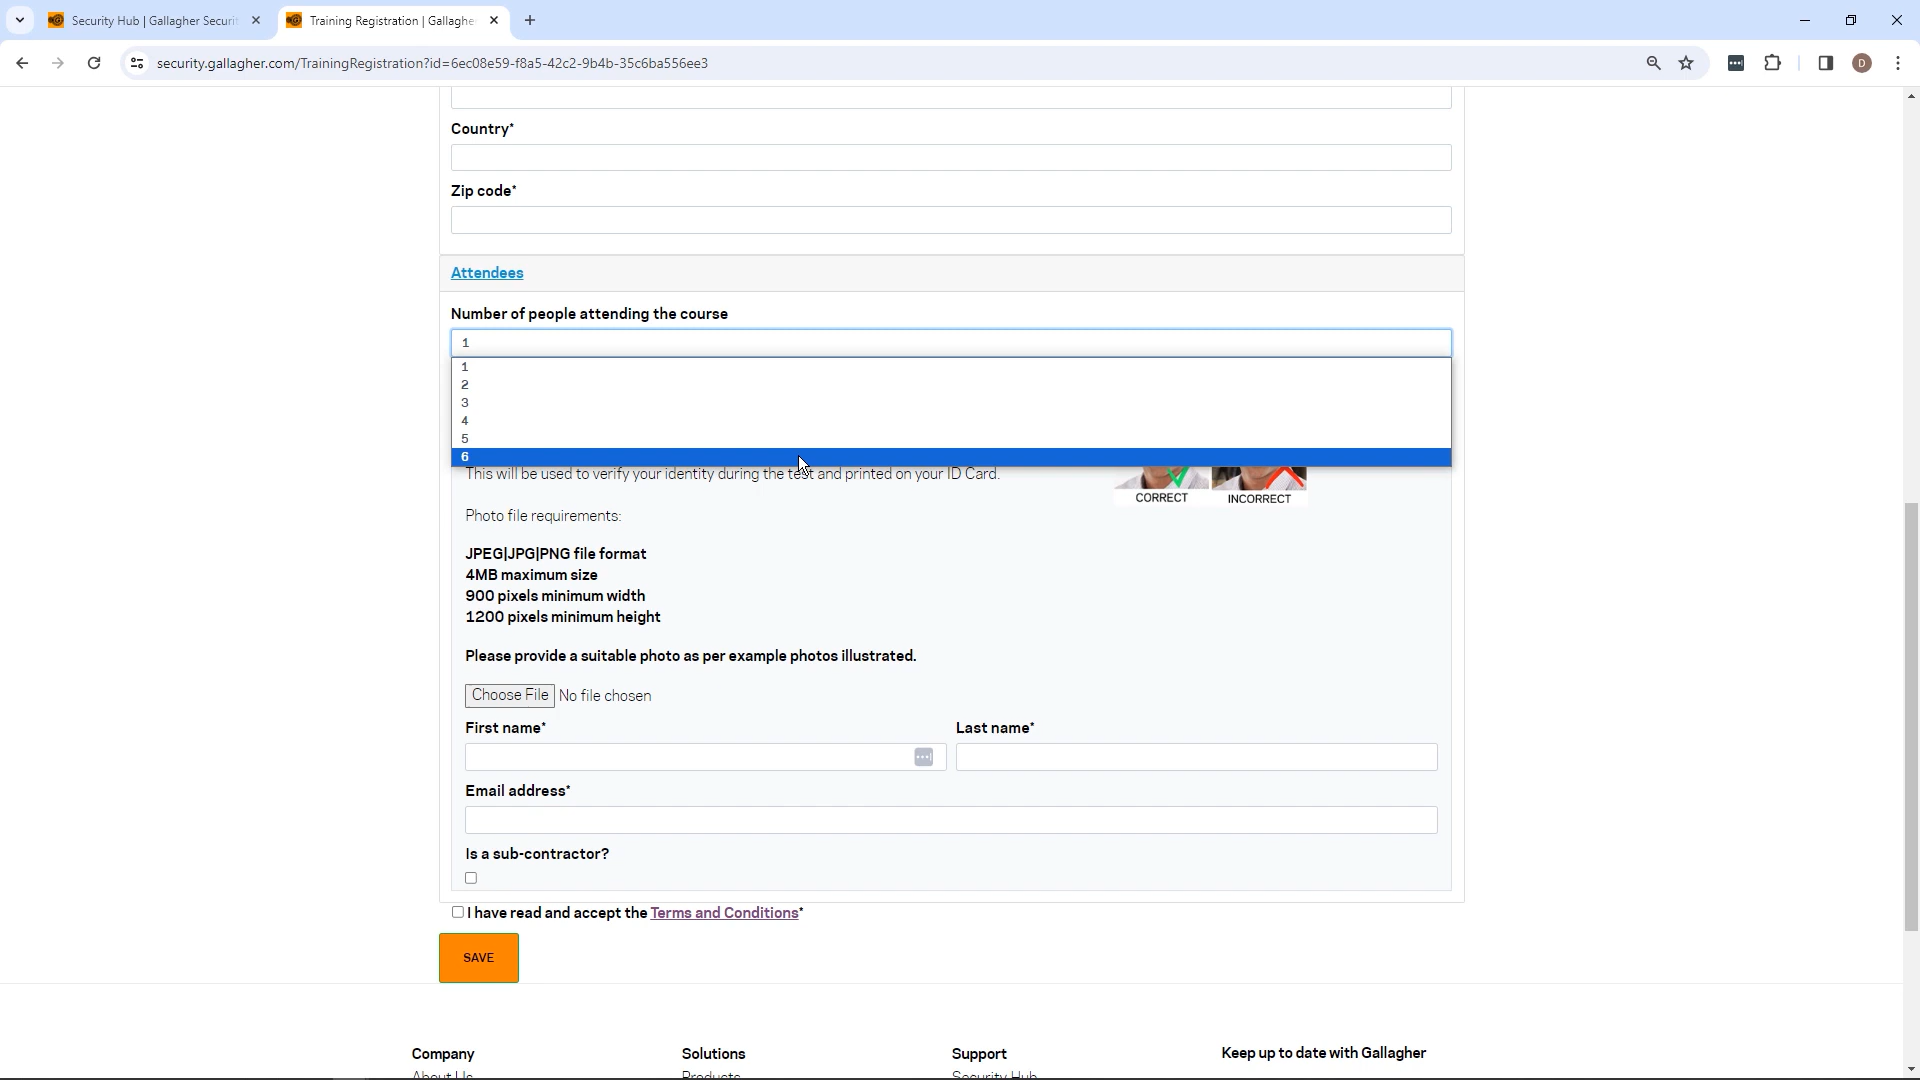 Security Hub | Gallagher Securi
Training Registration | Gallaghe
security.gallagher.com/TrainingRegistration?id=6ec08e59-f8a5-42c2-9b4b-35c6ba556ee3
D
Country*
Zip code*
Attendees
Number of people attending the course
1
1
2
3
4
5
6
This will be used to verify your identity during the test and printed on your ID Card.
CORRECT
INCORRECT
Photo file requirements:
JPEG|JPG|PNG file format
4MB maximum size
900 pixels minimum width
1200 pixels minimum height
Please provide a suitable photo as per example photos illustrated.
Choose File No file chosen
First name*
Last name*
Email address*
Is a sub-contractor?
I have read and accept the Terms and Conditions*
SAVE
Company
Solutions
Support
Keep up to date with Gallagher
About Us
Products
Security Hub